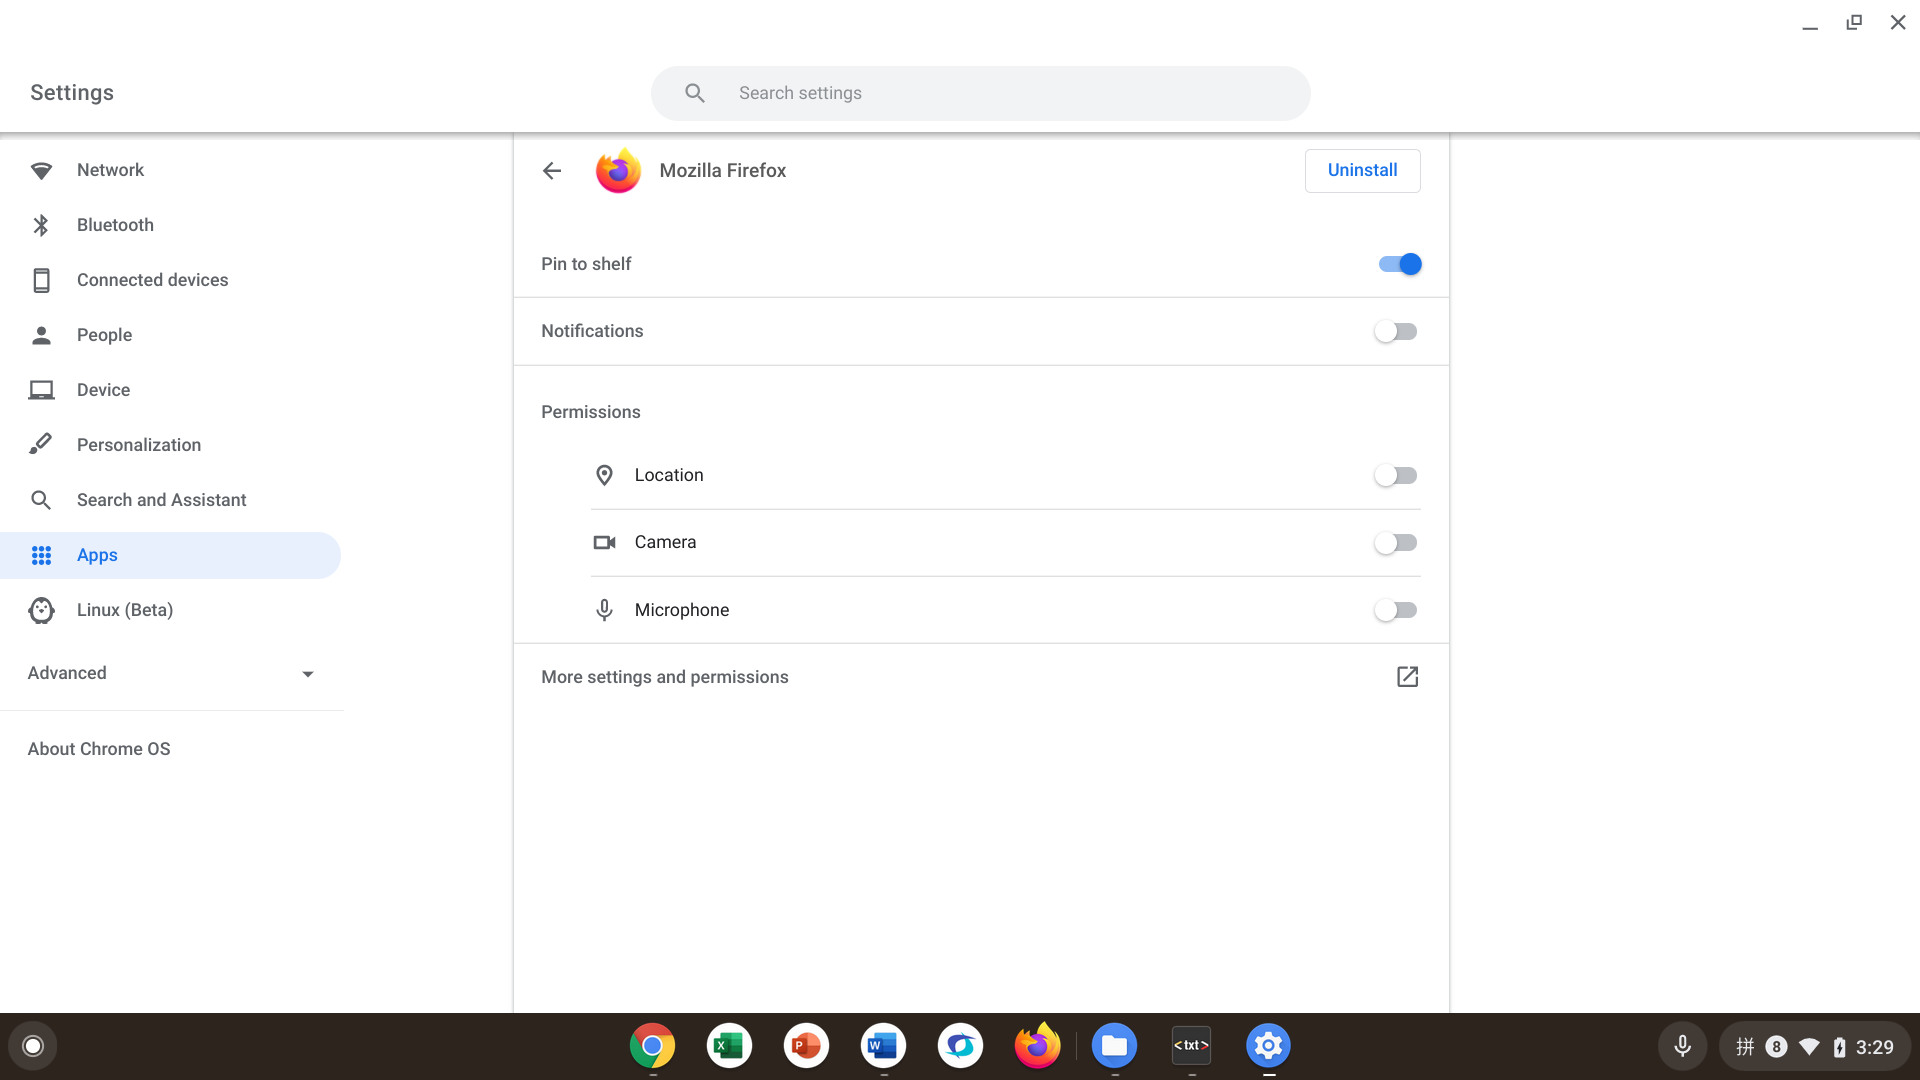 Settings
Search settings
Network
Bluetooth
Connected devices
People
Device
Personalization
Search and Assistant
Apps
Linux (Beta)
Advanced
About Chrome OS
Mozilla Firefox
Uninstall
Pin to shelf
Notifications
Permissions
Location
Camera
Microphone
More settings and permissions
X
P
W
<txt>
拼
8
3:29